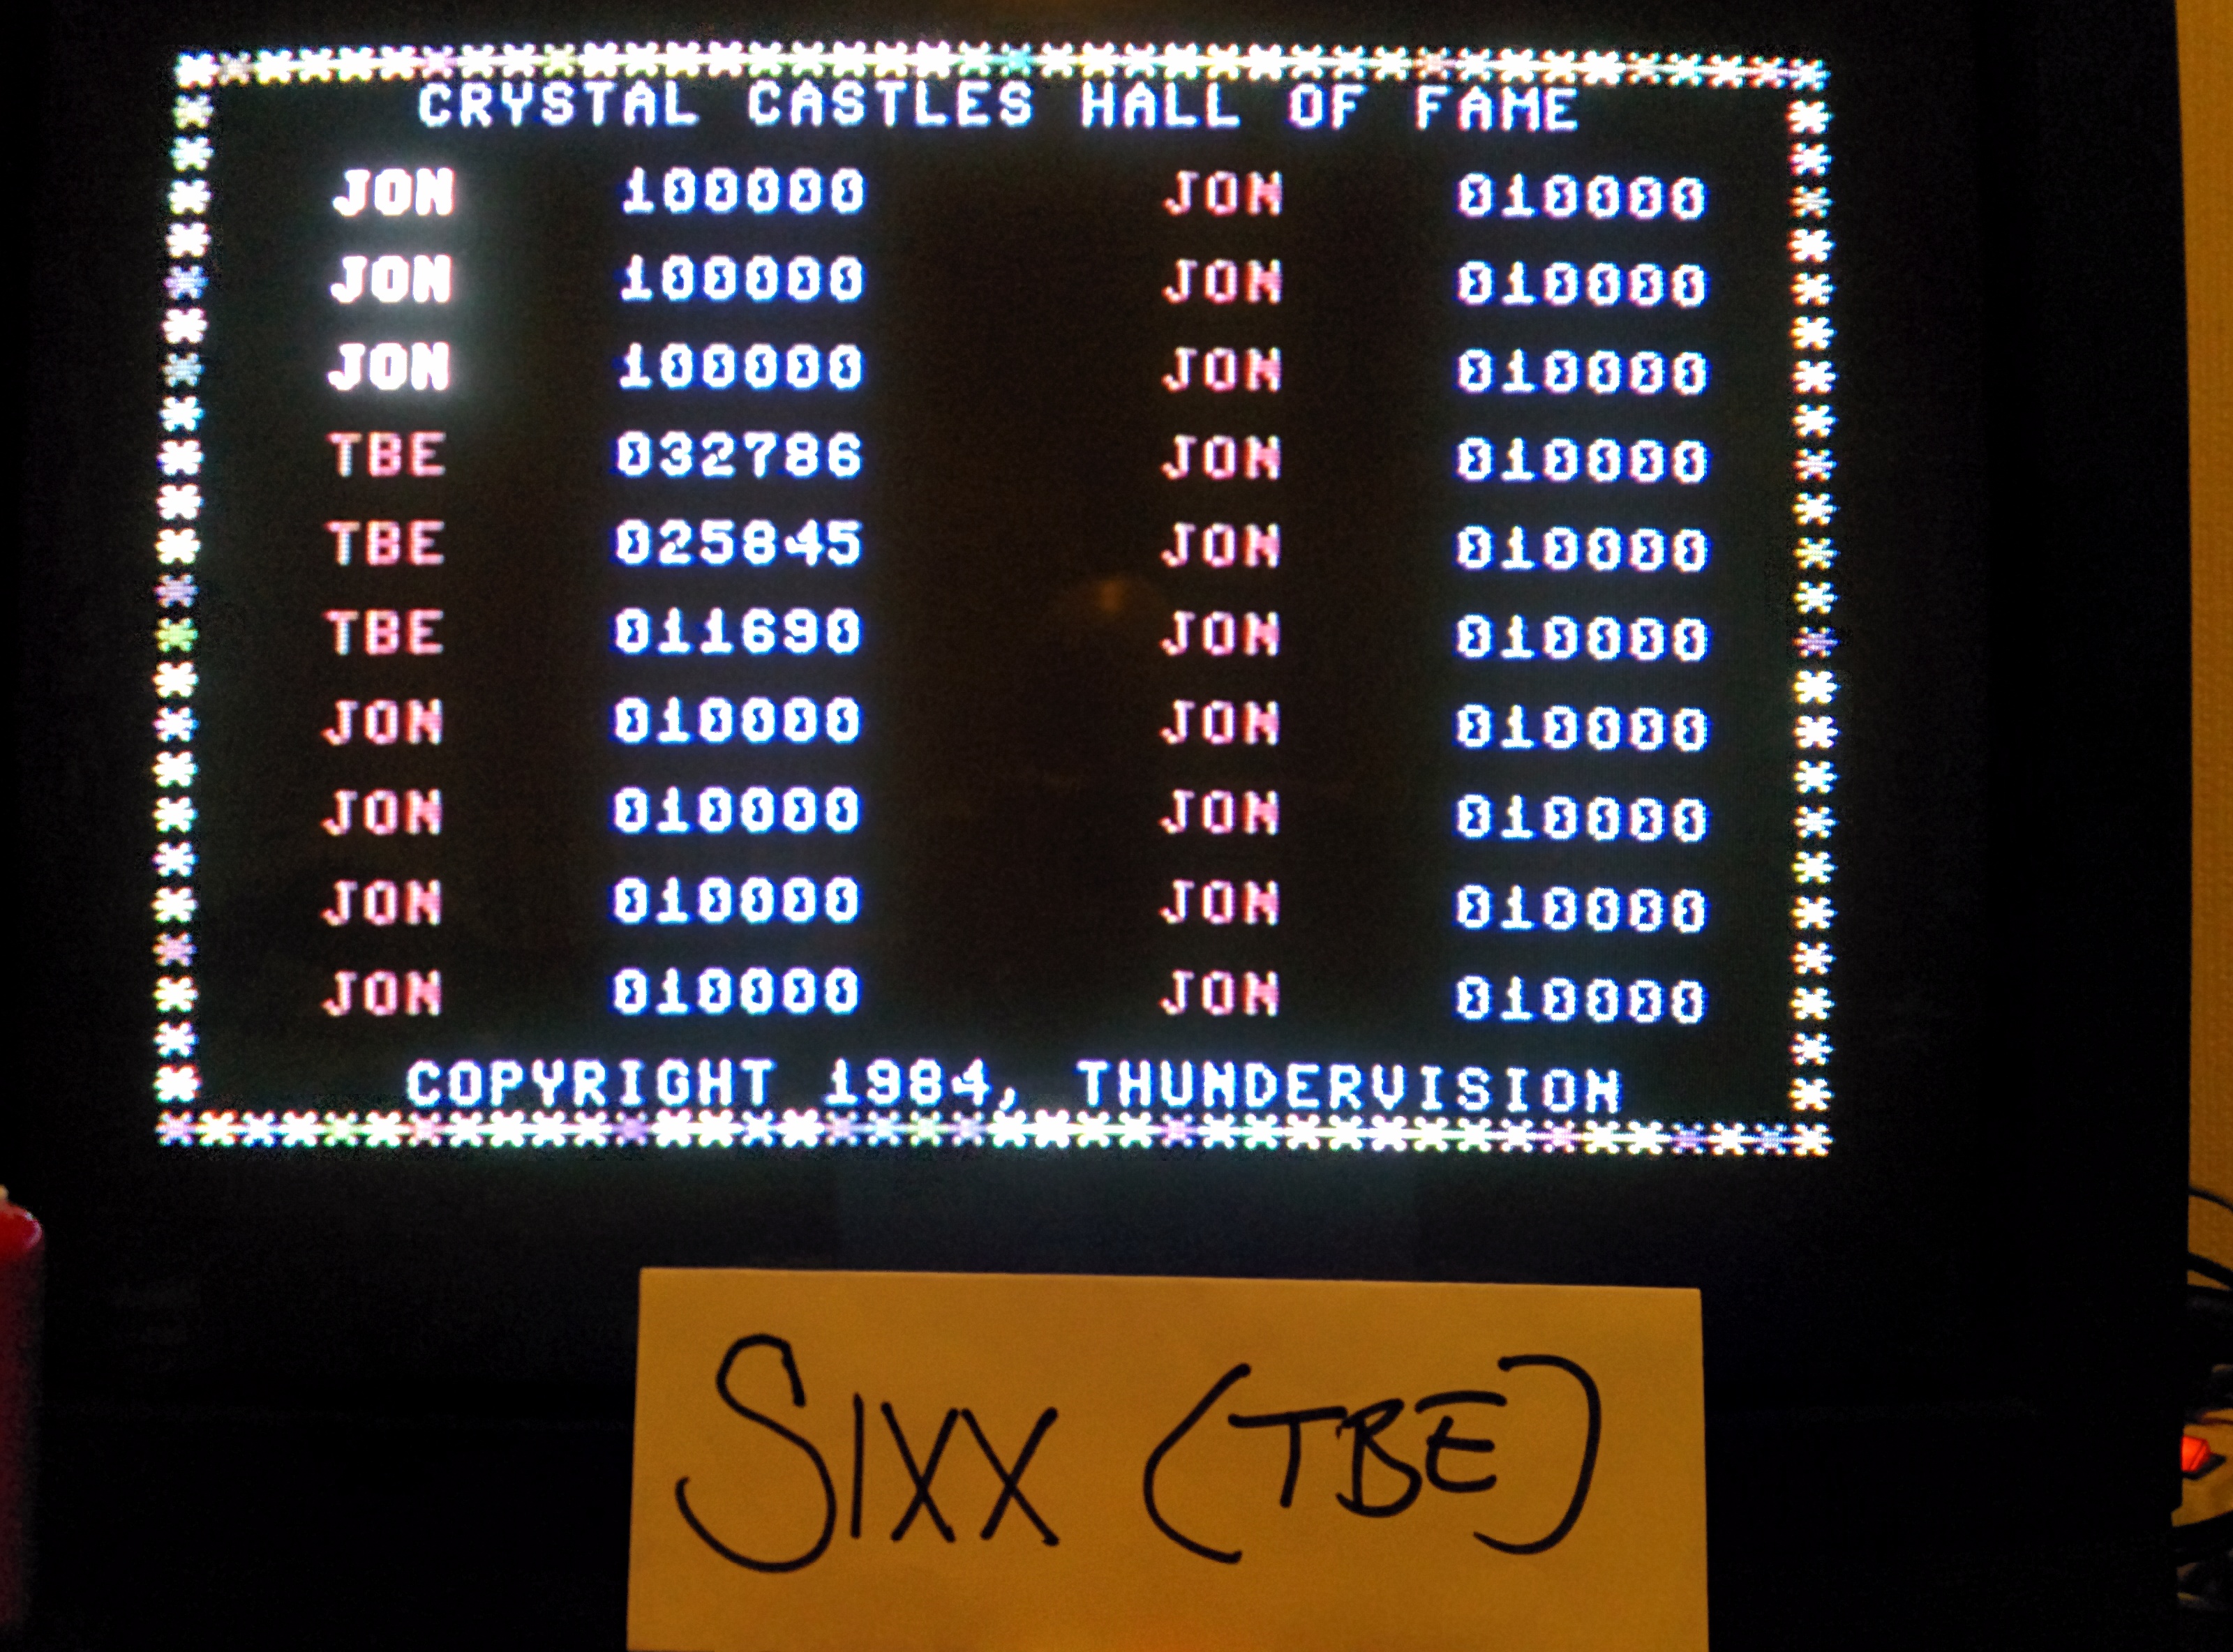 CRYSTAL CASTLES HALL OF FAME
JON 100000 JON 010000
JON 100000 JON 010000
JON 100000 JON 010000
TBE 032786 JON 010000
TBE 025845 JON 010000
TBE 011690 JON 010000
JON 010000 JON 010000
JON 010000 JON 010000
JON 010000 JON 010000
JON 010000 JON 010000
COPYRIGHT 1984, THUNDERVISION
SIXX (TBE)